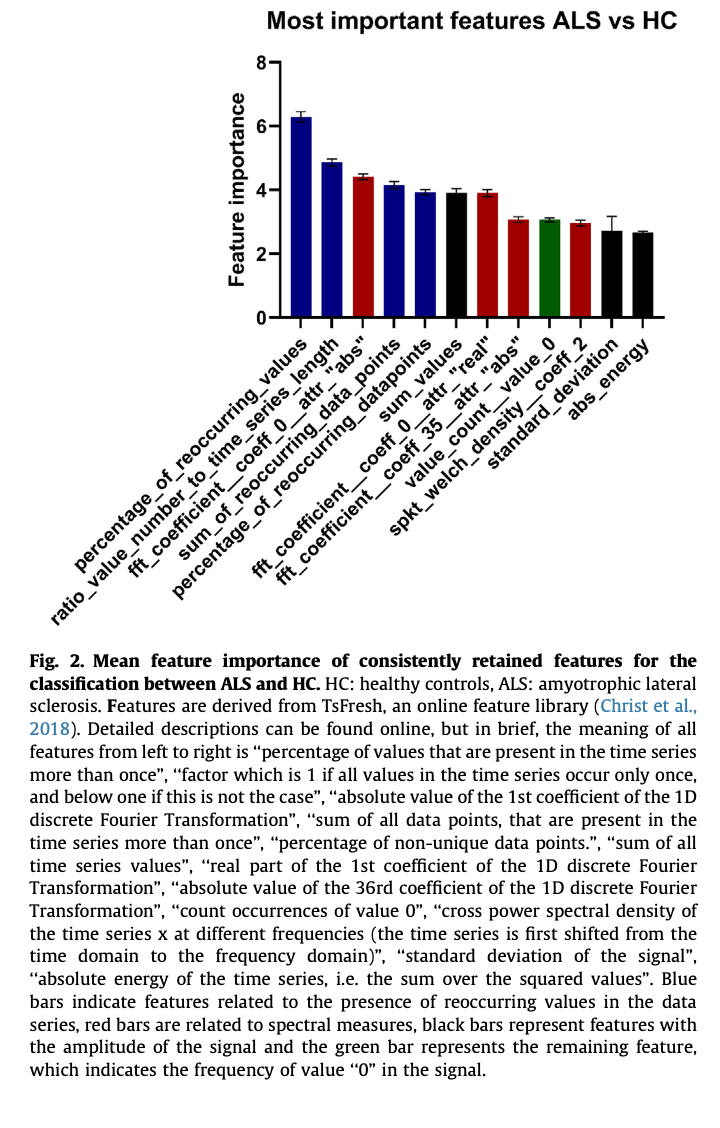 Most important features ALS vs HC
Feature importance
8
6
4
2
0
percentage_of_reoccurring_values
ratio_value_number_to_time_series_length
fft_coefficient__coeff_0__attr_"abs"
sum_of_reoccurring_data_points
percentage_of_reoccurring_datapoints
sum_values
fft_coefficient__coeff_0__attr_"real"
fft_coefficient__coeff_35__attr_"abs"
value_count__value_0
spkt_welch_density__coeff_2
standard_deviation
abs_energy
Fig. 2. Mean feature importance of consistently retained features for the
classification between ALS and HC. HC: healthy controls, ALS: amyotrophic lateral
sclerosis. Features are derived from TsFresh, an online feature library (Christ et al.,
2018). Detailed descriptions can be found online, but in brief, the meaning of all
features from left to right is “percentage of values that are present in the time series
more than once”, “factor which is 1 if all values in the time series occur only once,
and below one if this is not the case”, “absolute value of the 1st coefficient of the 1D
discrete Fourier Transformation”, “sum of all data points, that are present in the
time series more than once”, “percentage of non-unique data points.”, “sum of all
time series values”, “real part of the 1st coefficient of the 1D discrete Fourier
Transformation”, “absolute value of the 36rd coefficient of the 1D discrete Fourier
Transformation”, “count occurrences of value 0”, “cross power spectral density of
the time series x at different frequencies (the time series is first shifted from the
time domain to the frequency domain)”, “standard deviation of the signal”,
“absolute energy of the time series, i.e. the sum over the squared values”. Blue
bars indicate features related to the presence of reoccurring values in the data
series, red bars are related to spectral measures, black bars represent features with
the amplitude of the signal and the green bar represents the remaining feature,
which indicates the frequency of value “0” in the signal.